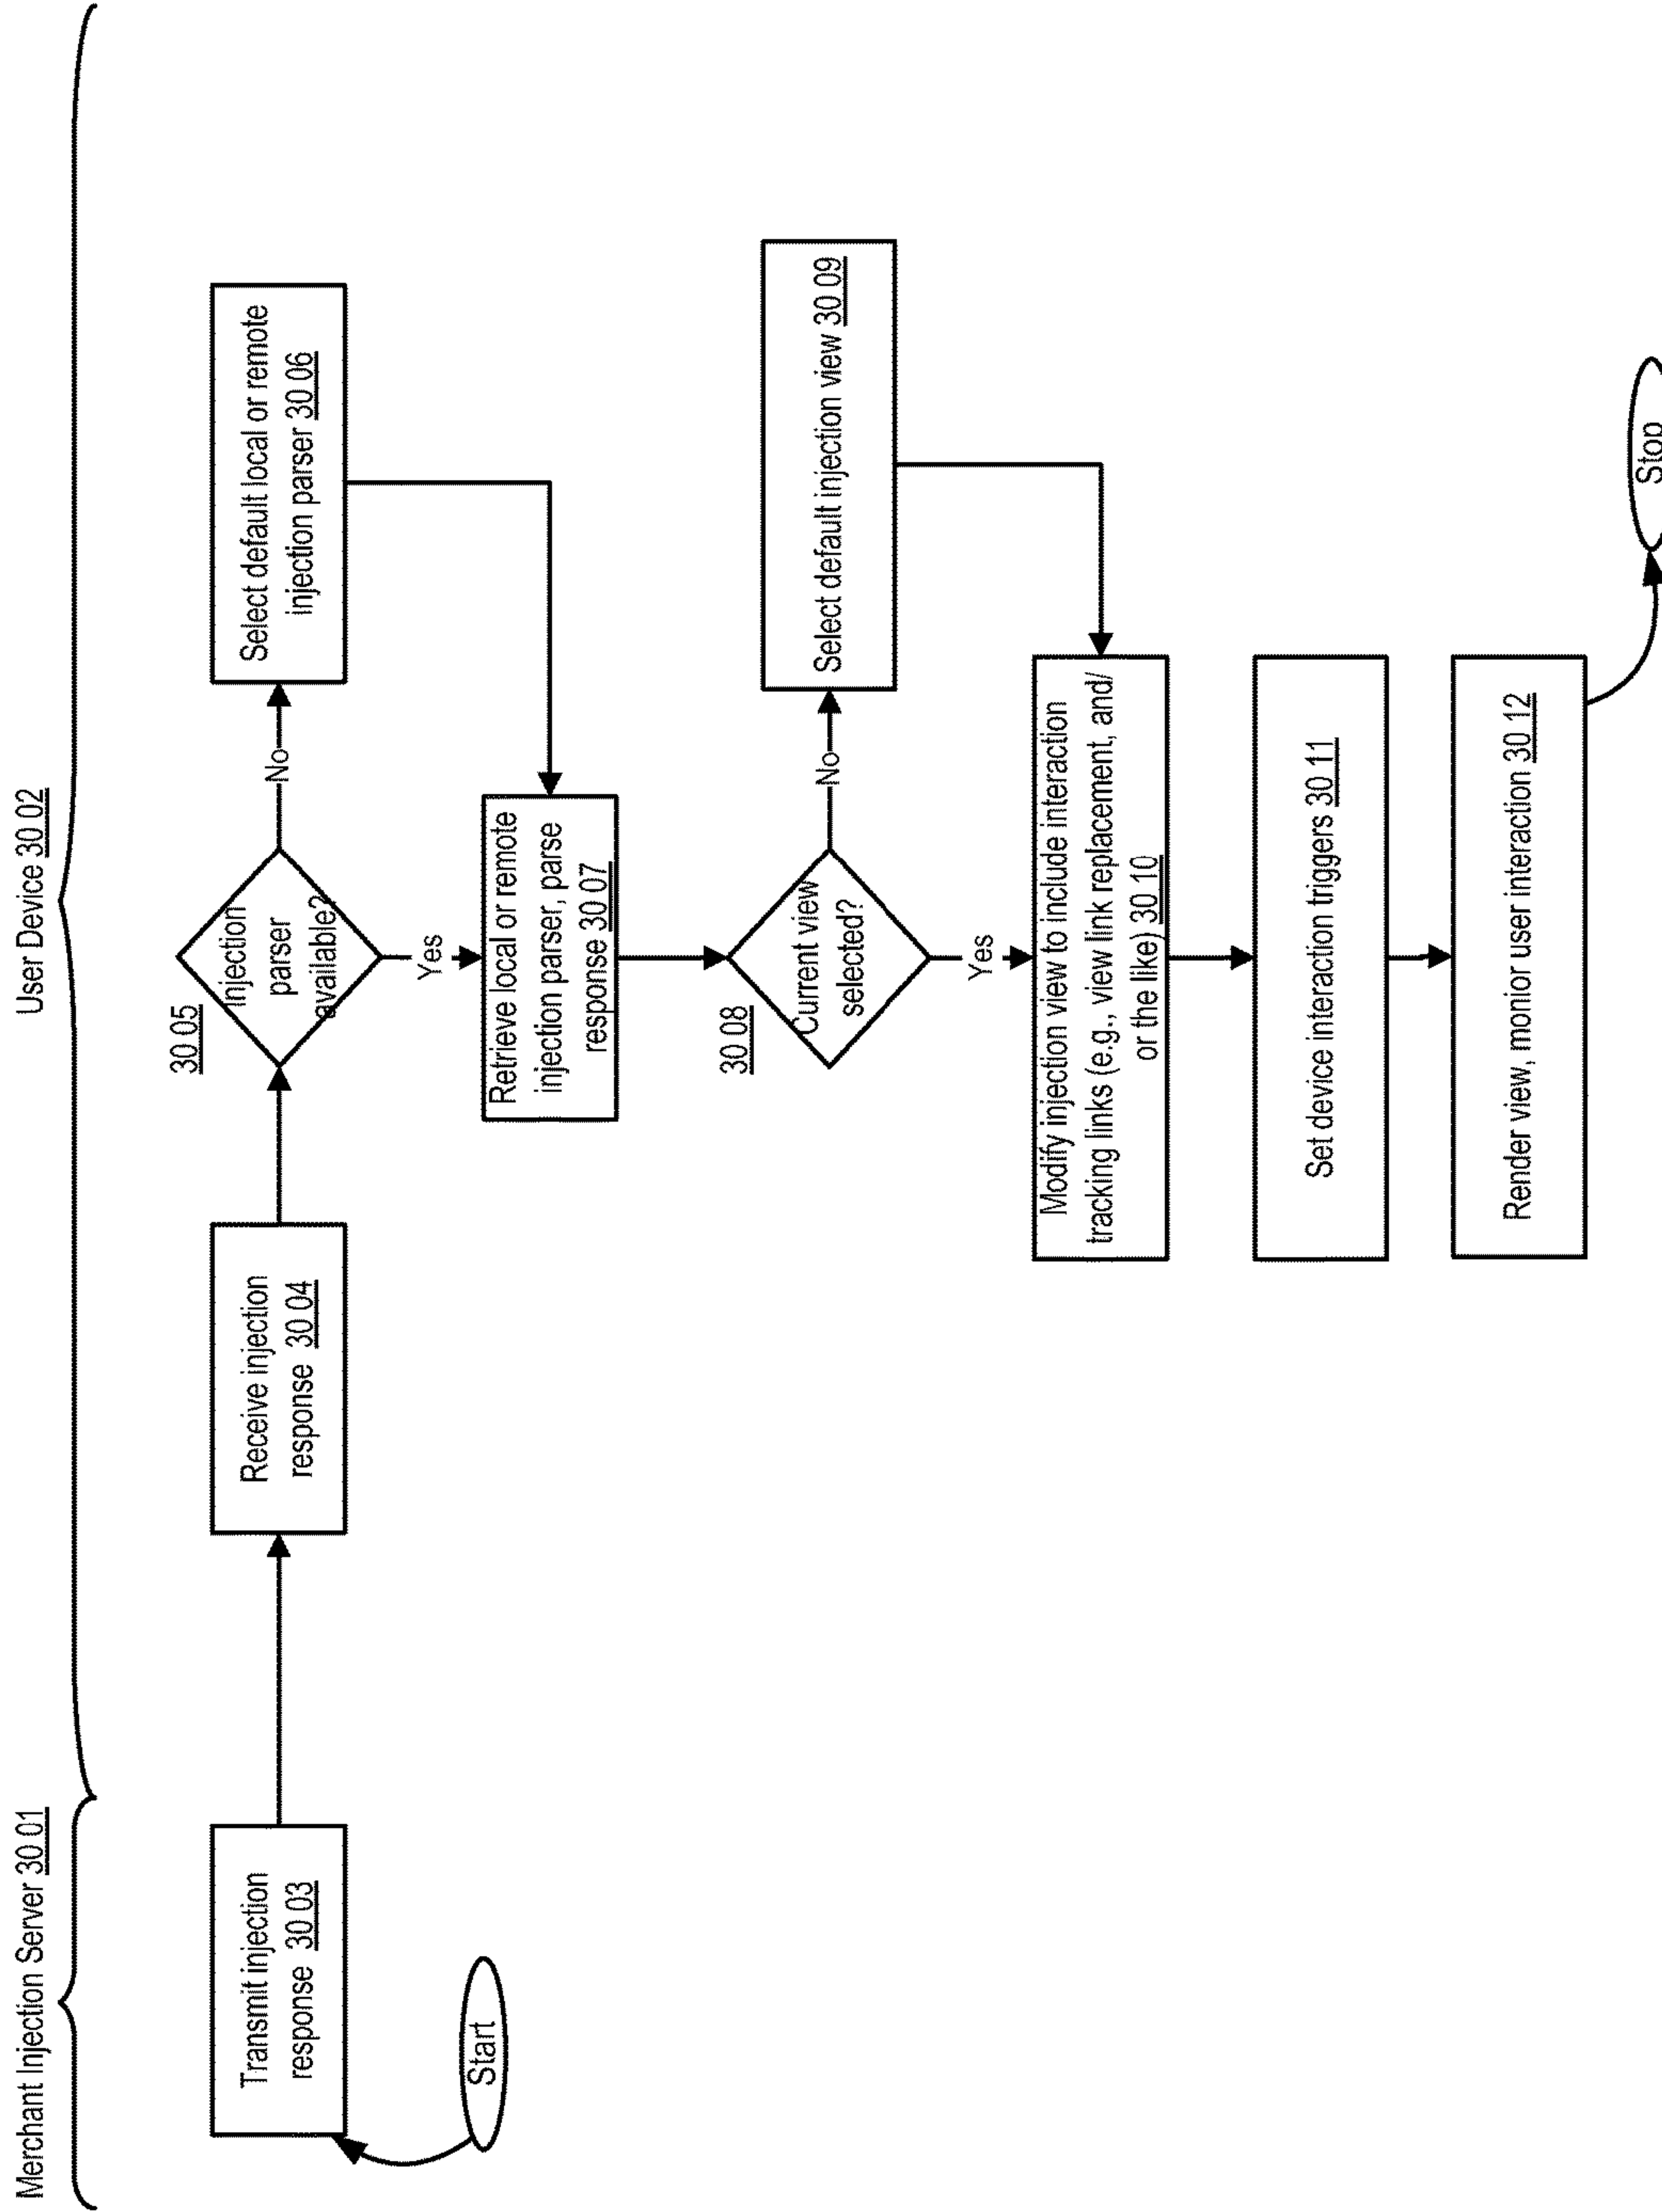 Merchant Injection Server 30 01
User Device 30 02
Start
Transmit injection
response 30 03
Receive injection
response 30 04
30 05
Injection
parser
available?
No
Select default local or remote
injection parser 30 06
Yes
Retrieve local or remote
injection parser, parse
response 30 07
30 08
Current view
selected?
No
Select default injection view 30 09
Yes
Modify injection view to include interaction
tracking links (e.g., view link replacement, and/
or the like) 30 10
Set device interaction triggers 30 11
Render view, monior user interaction 30 12
Stop